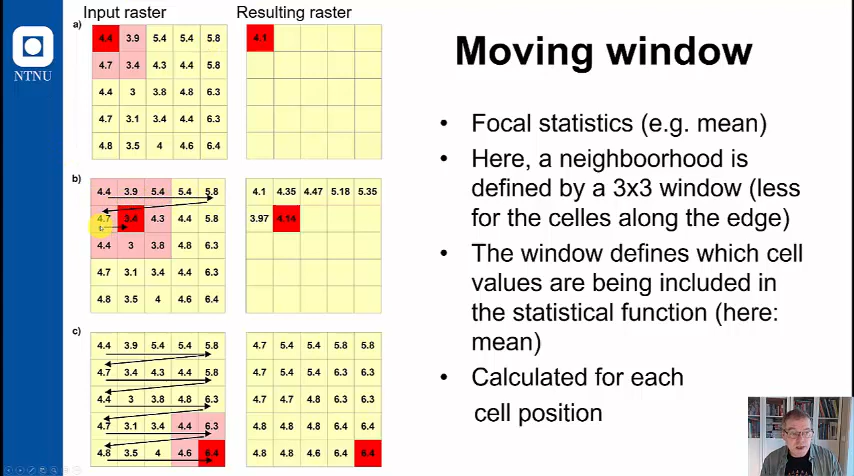 Input raster
Resulting raster
NTNU
a)
4.4 3.9 5.4 5.4 5.8
4.7 3.4 4.3 4.4 5.8
4.4 3 3.8 4.8 6.3
4.7 3.1 3.4 4.4 6.3
4.8 3.5 4 4.6 6.4
4.1
b)
4.4 3.9 5.4 5.4 5.8
4.7 3.4 4.3 4.4 5.8
4.4 3 3.8 4.8 6.3
4.7 3.1 3.4 4.4 6.3
4.8 3.5 4 4.6 6.4
4.1 4.35 4.47 5.18 5.35
3.97 4.14
c)
4.4 3.9 5.4 5.4 5.8
4.7 3.4 4.3 4.4 5.8
4.4 3 3.8 4.8 6.3
4.7 3.1 3.4 4.4 6.3
4.8 3.5 4 4.6 6.4
4.7 5.4 5.4 5.8 5.8
4.7 5.4 5.4 6.3 6.3
4.7 4.7 4.8 6.3 6.3
4.8 4.8 4.8 6.4 6.4
4.8 4.8 4.6 6.4 6.4
Moving window
• Focal statistics (e.g. mean)
• Here, a neighboorhood is
defined by a 3x3 window (less
for the celles along the edge)
• The window defines which cell
values are being included in
the statistical function (here:
mean)
• Calculated for each
cell position